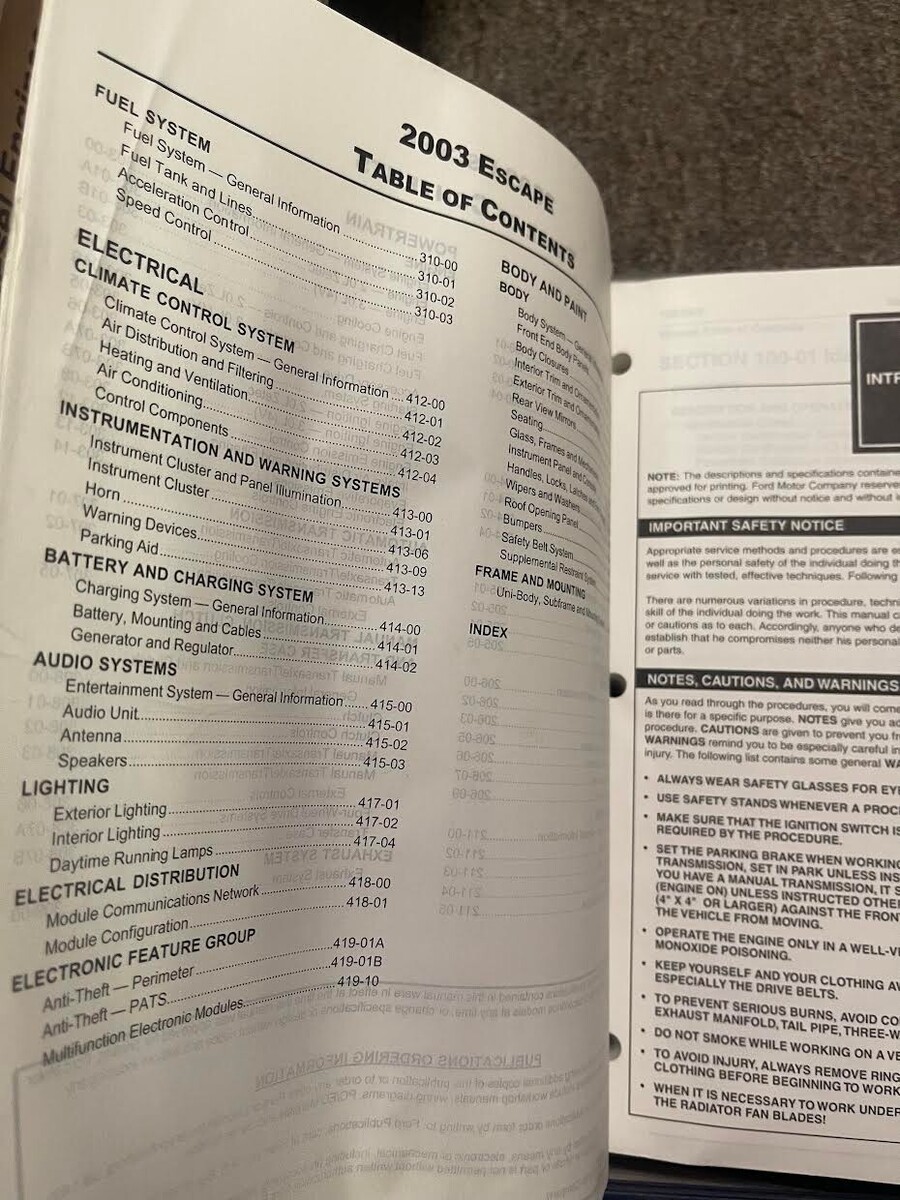 2003 ESCAPE
TABLE OF CONTENTS
FUEL SYSTEM
Fuel System — General Information ..... 310-00
Fuel Tank and Lines ..... 310-01
Acceleration Control ..... 310-02
Speed Control ..... 310-03
ELECTRICAL
CLIMATE CONTROL SYSTEM
Climate Control System — General Information ..... 412-00
Air Distribution and Filtering ..... 412-01
Heating and Ventilation ..... 412-02
Air Conditioning ..... 412-03
Control Components ..... 412-04
INSTRUMENTATION AND WARNING SYSTEMS
Instrument Cluster and Panel Illumination ..... 413-00
Instrument Cluster ..... 413-01
Horn ..... 413-06
Warning Devices ..... 413-09
Parking Aid ..... 413-13
BATTERY AND CHARGING SYSTEM
Charging System — General Information ..... 414-00
Battery, Mounting and Cables ..... 414-01
Generator and Regulator ..... 414-02
AUDIO SYSTEMS
Entertainment System — General Information ..... 415-00
Audio Unit ..... 415-01
Antenna ..... 415-02
Speakers ..... 415-03
LIGHTING
Exterior Lighting ..... 417-01
Interior Lighting ..... 417-02
Daytime Running Lamps ..... 417-04
ELECTRICAL DISTRIBUTION
Module Communications Network ..... 418-00
Module Configuration ..... 418-01
ELECTRONIC FEATURE GROUP
Anti-Theft — Perimeter ..... 419-01A
Anti-Theft — PATS ..... 419-01B
Multifunction Electronic Modules ..... 419-10
BODY AND PAINT
BODY
Body System —
Front End Body
Body Closures
Interior Trim and
Exterior Trim and
Rear View Mirrors
Seating
Glass, Frames and
Instrument Panel and
Handles, Locks,
Wipers and Washers
Roof Opening Panel
Bumpers
Safety Belt System
Supplemental Restraint
FRAME AND MOUNTING
Uni-Body, Subframe and
INDEX
INTR
NOTE: The descriptions and specifications containe
approved for printing. Ford Motor Company reserve
specifications or design without notice and without
IMPORTANT SAFETY NOTICE
Appropriate service methods and procedures are
well as the personal safety of the individual doing
service with tested, effective techniques. Following
There are numerous variations in procedure, techni
skill of the individual doing the work. This manual
or cautions as to each. Accordingly, anyone who
establish that he compromises neither his personal
or parts.
NOTES, CAUTIONS, AND WARNINGS
As you read through the procedures, you will come
is there for a specific purpose. NOTES give you
procedure. CAUTIONS are given to prevent you
WARNINGS remind you to be especially careful in
injury. The following list contains some general
• ALWAYS WEAR SAFETY GLASSES FOR
• USE SAFETY STANDS WHENEVER A
• MAKE SURE THAT THE IGNITION SWITCH
REQUIRED BY THE PROCEDURE.
• SET THE PARKING BRAKE WHEN WORKING
TRANSMISSION, SET IN PARK UNLESS
YOU HAVE A MANUAL TRANSMISSION, IT
(ENGINE ON) UNLESS INSTRUCTED
(4" X 4" OR LARGER) AGAINST THE
THE VEHICLE FROM MOVING.
• OPERATE THE ENGINE ONLY IN A
MONOXIDE POISONING.
• KEEP YOURSELF AND YOUR CLOTHING
ESPECIALLY THE DRIVE BELTS.
• TO PREVENT SERIOUS BURNS, AVOID
EXHAUST MANIFOLD, TAIL PIPE,
• DO NOT SMOKE WHILE WORKING ON A
• TO AVOID INJURY, ALWAYS REMOVE
CLOTHING BEFORE BEGINNING TO WORK
• WHEN IT IS NECESSARY TO WORK
THE RADIATOR FAN BLADES!